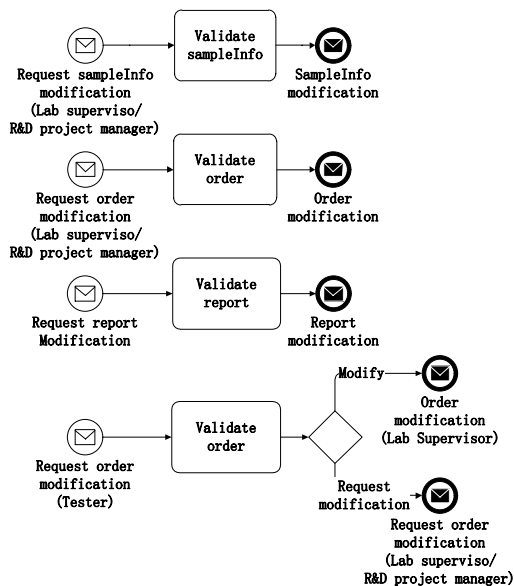 Validate
sampleInfo
Request sampleInfo
modification
(Lab superviso/
R&D project manager)
SampleInfo
modification
Validate
order
Request order
modification
(Lab superviso/
R&D project manager)
Order
modification
Validate
report
Request report
Modification
Report
modification
Validate
order
Request order
modification
(Tester)
Modify
Order
modification
(Lab Supervisor)
Request
modification
Request order
modification
(Lab superviso/
R&D project manager)